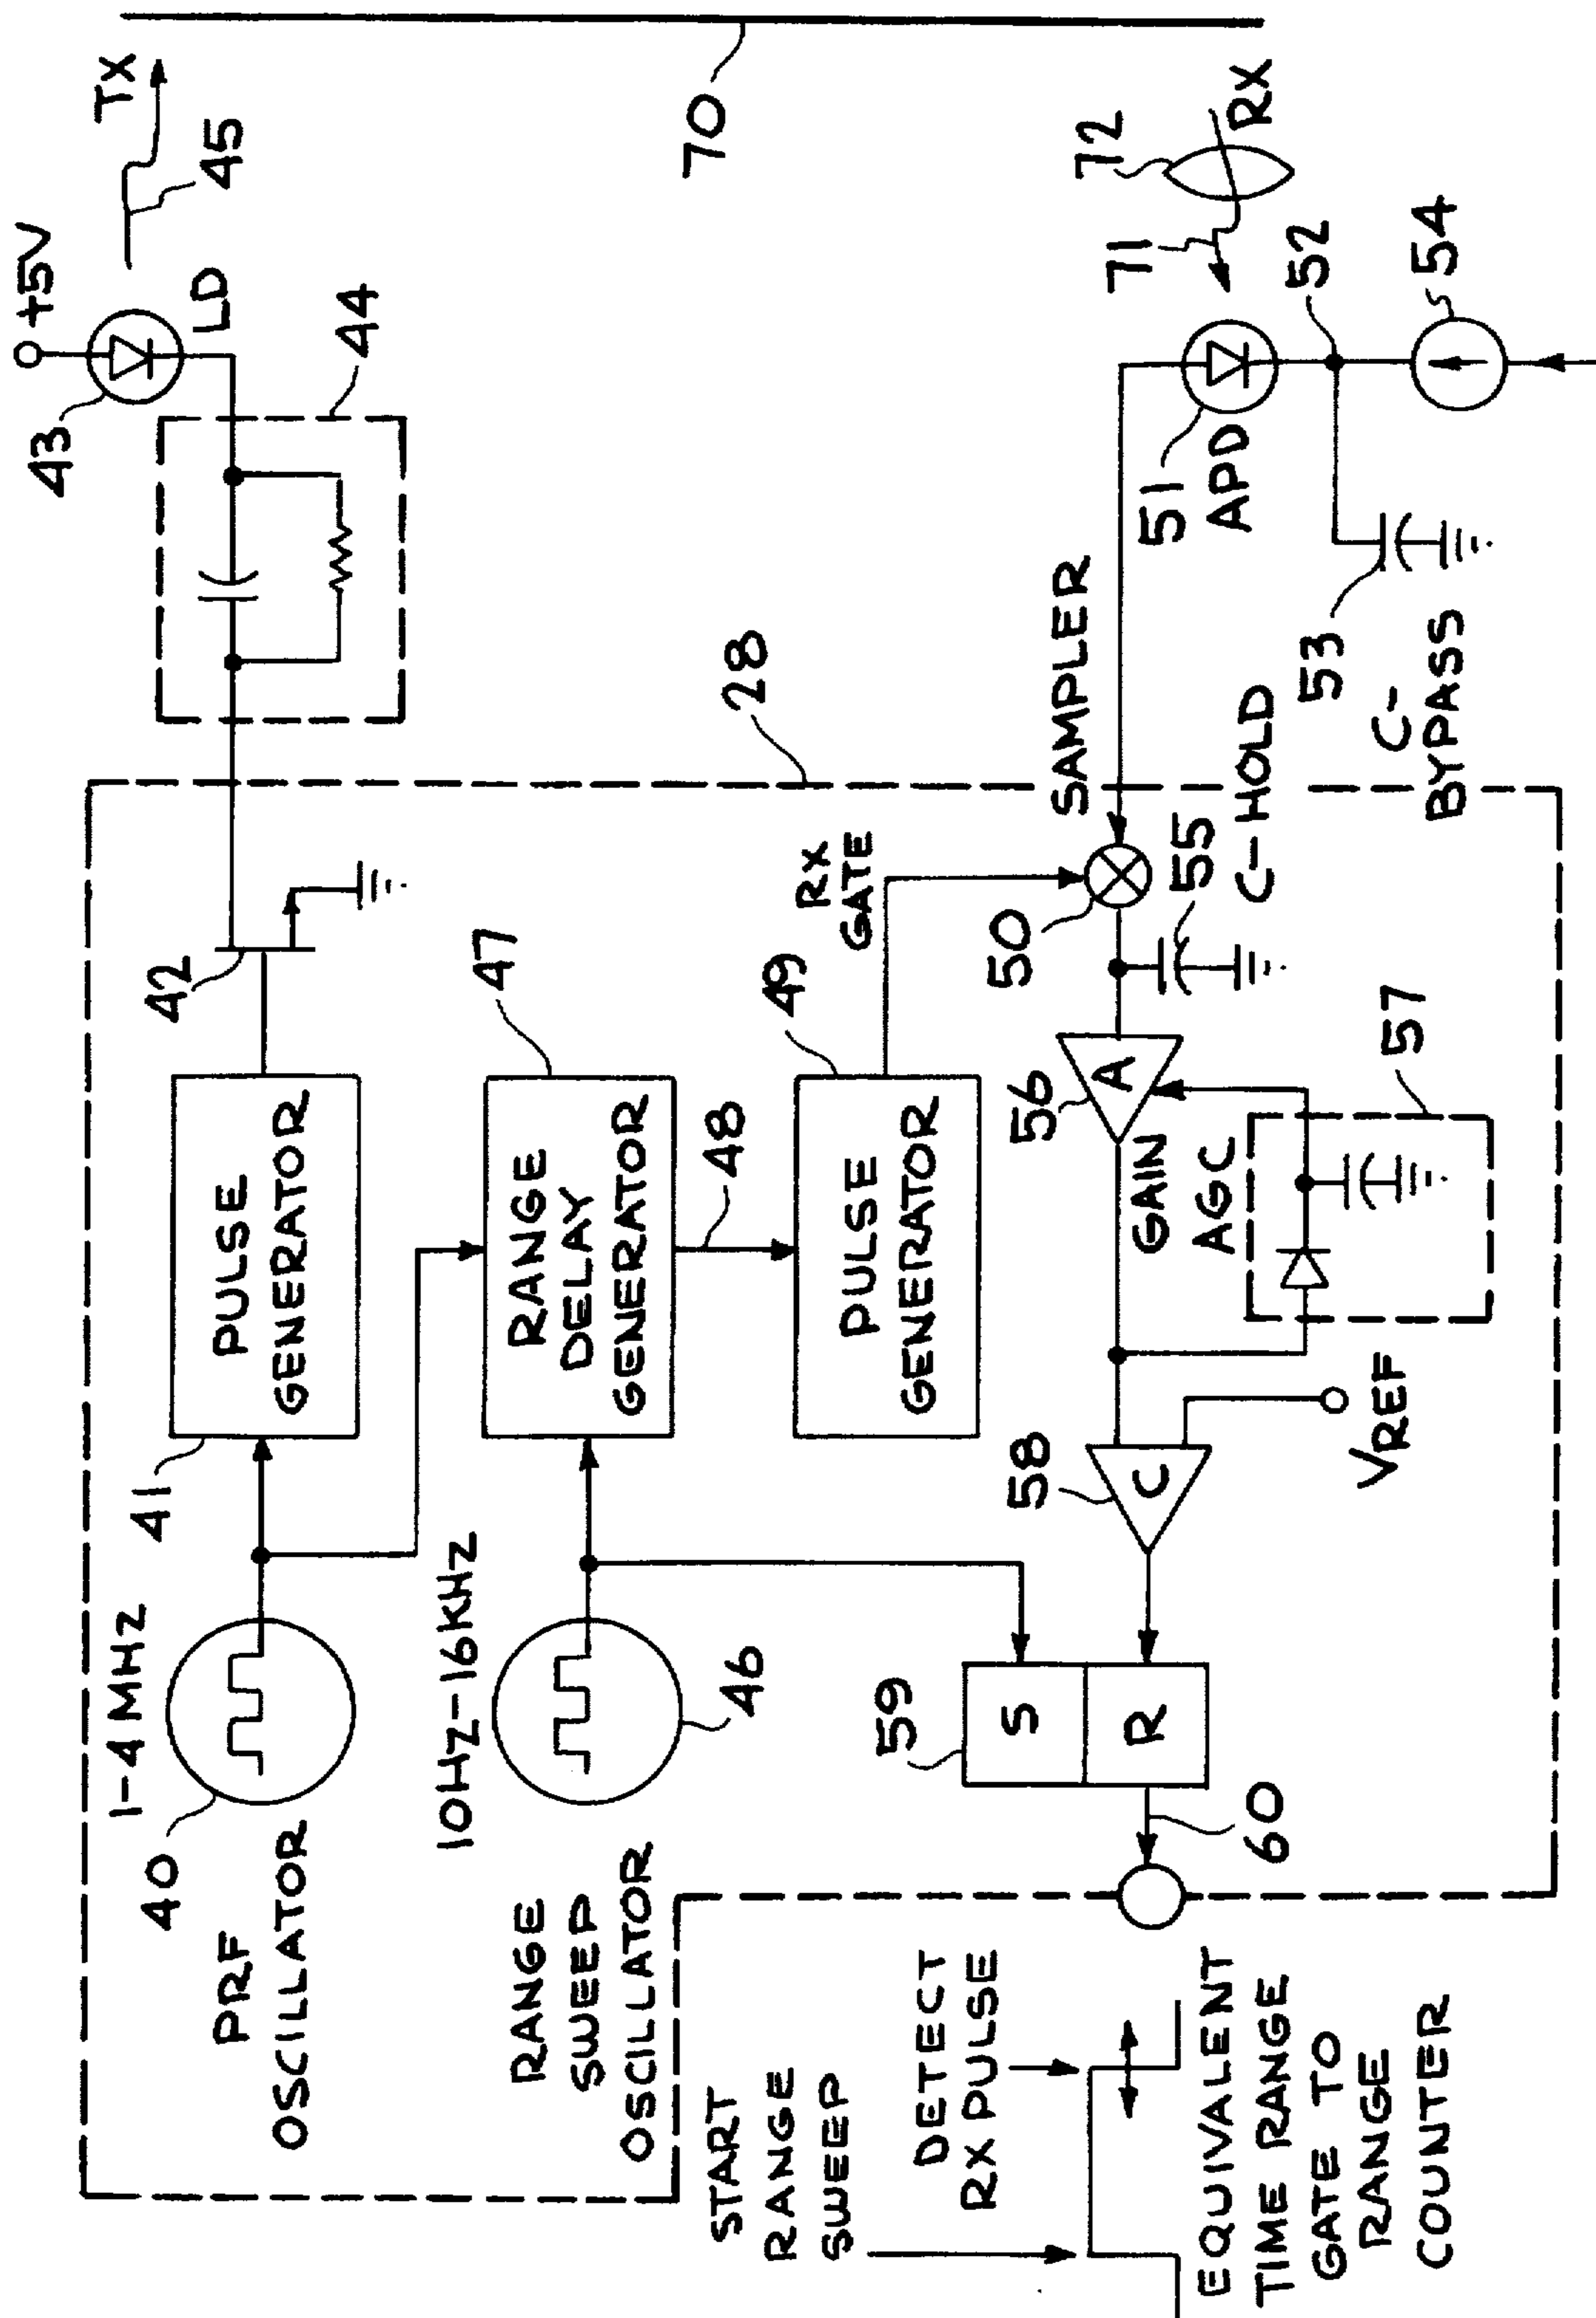 +5V
TX
43
LD
45
44
70
1-4 MHz
40
PRF
OSCILLATOR
41
PULSE
GENERATOR
42
28
10Hz-16KHz
46
RANGE
SWEEP
OSCILLATOR
47
RANGE
DELAY
GENERATOR
48
49
PULSE
GENERATOR
RX
GATE
SAMPLER
50
55
C-HOLD
51
APD
71
72
RX
52
54
53
C-
BYPASS
56
A
GAIN
AGC
57
58
C
VREF
59
S
R
60
START
RANGE
SWEEP
DETECT
RX PULSE
EQUIVALENT
TIME RANGE
GATE TO
RANGE
COUNTER